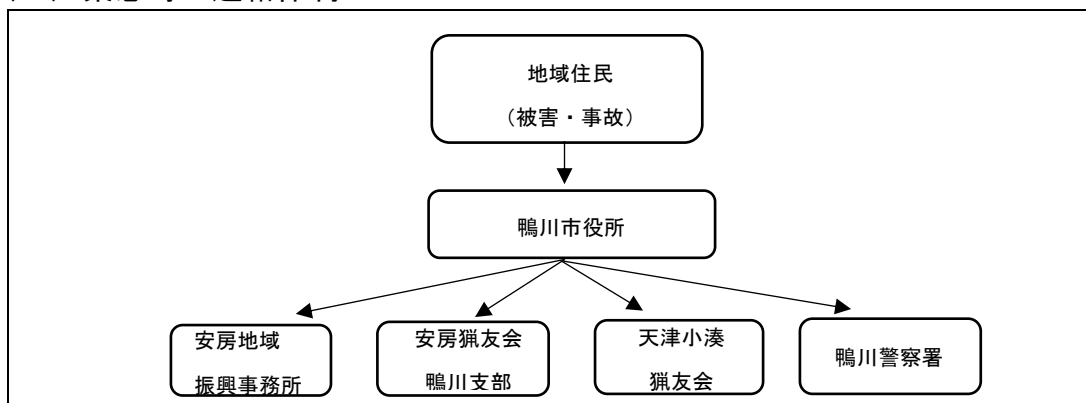 地域住民
（被害・事故）
鴨川市役所
安房地域
振興事務所
安房猟友会
鴨川支部
天津小湊
猟友会
鴨川警察署